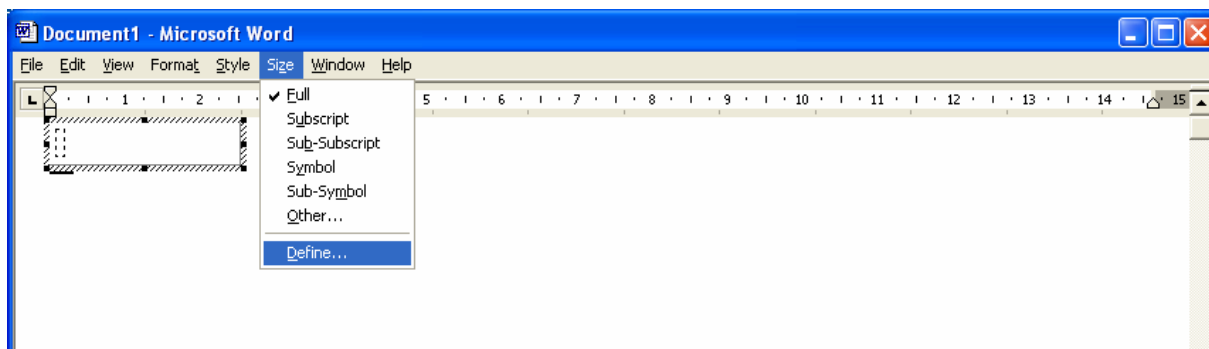 Document1 - Microsoft Word
File Edit View Format Style Size Window Help
L 1 2 5 6 7 8 9 10 11 12 13 14 15
✔ Full
Subscript
Sub-Subscript
Symbol
Sub-Symbol
Other...
Define...